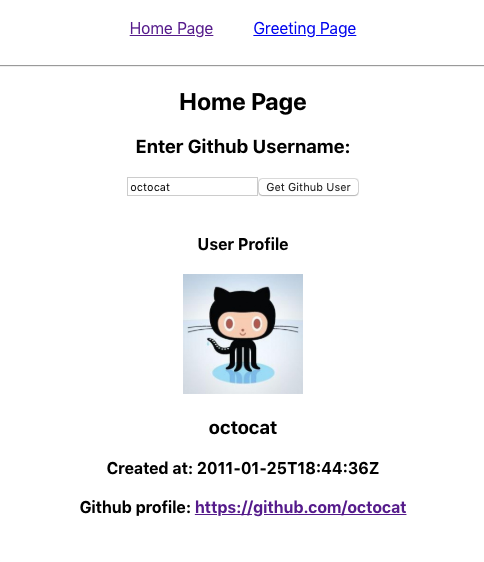 Home Page Greeting Page
Home Page
Enter Github Username:
octocat Get Github User
User Profile
octocat
Created at: 2011-01-25T18:44:36Z
Github profile: https://github.com/octocat